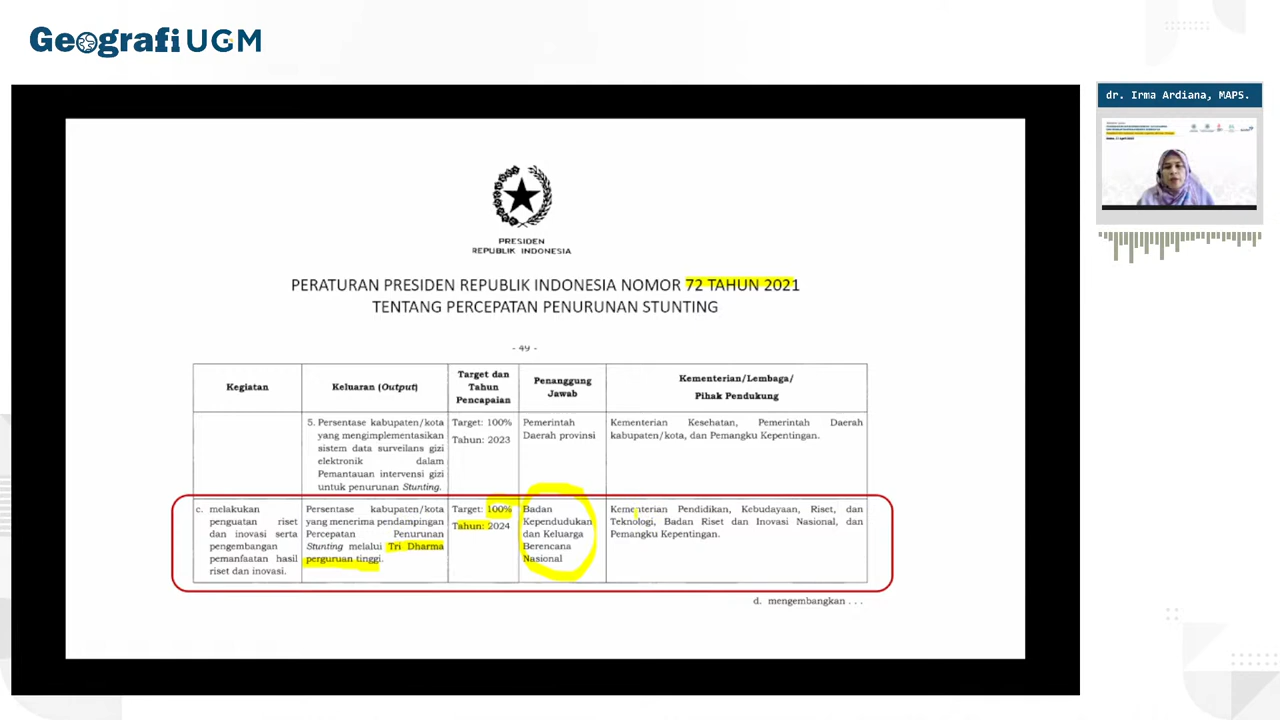 Geografi UGM
dr. Irma Ardiana, MAPS.
PRESIDEN
REPUBLIK INDONESIA
PERATURAN PRESIDEN REPUBLIK INDONESIA NOMOR 72 TAHUN 2021
TENTANG PERCEPATAN PENURUNAN STUNTING
- 49 -
Kegiatan
Keluaran (Output)
Target dan
Tahun
Pencapaian
Penanggung
Jawab
Kementerian/Lembaga/
Pihak Pendukung
5. Persentase kabupaten/kota
yang mengimplementasikan
sistem data surveilans gizi
elektronik dalam
Pemantauan intervensi gizi
untuk penurunan Stunting.
Target: 100%
Tahun: 2023
Pemerintah
Daerah provinsi
Kementerian Kesehatan, Pemerintah Daerah
kabupaten/kota, dan Pemangku Kepentingan.
c. melakukan
penguatan riset
dan inovasi serta
pengembangan
pemanfaatan hasil
riset dan inovasi.
Persentase kabupaten/kota
yang menerima pendampingan
Percepatan Penurunan
Stunting melalui Tri Dharma
perguruan tinggi.
Target: 100%
Tahun: 2024
Badan
Kependudukan
dan Keluarga
Berencana
Nasional
Kementerian Pendidikan, Kebudayaan, Riset, dan
Teknologi, Badan Riset dan Inovasi Nasional, dan
Pemangku Kepentingan.
d. mengembangkan . . .